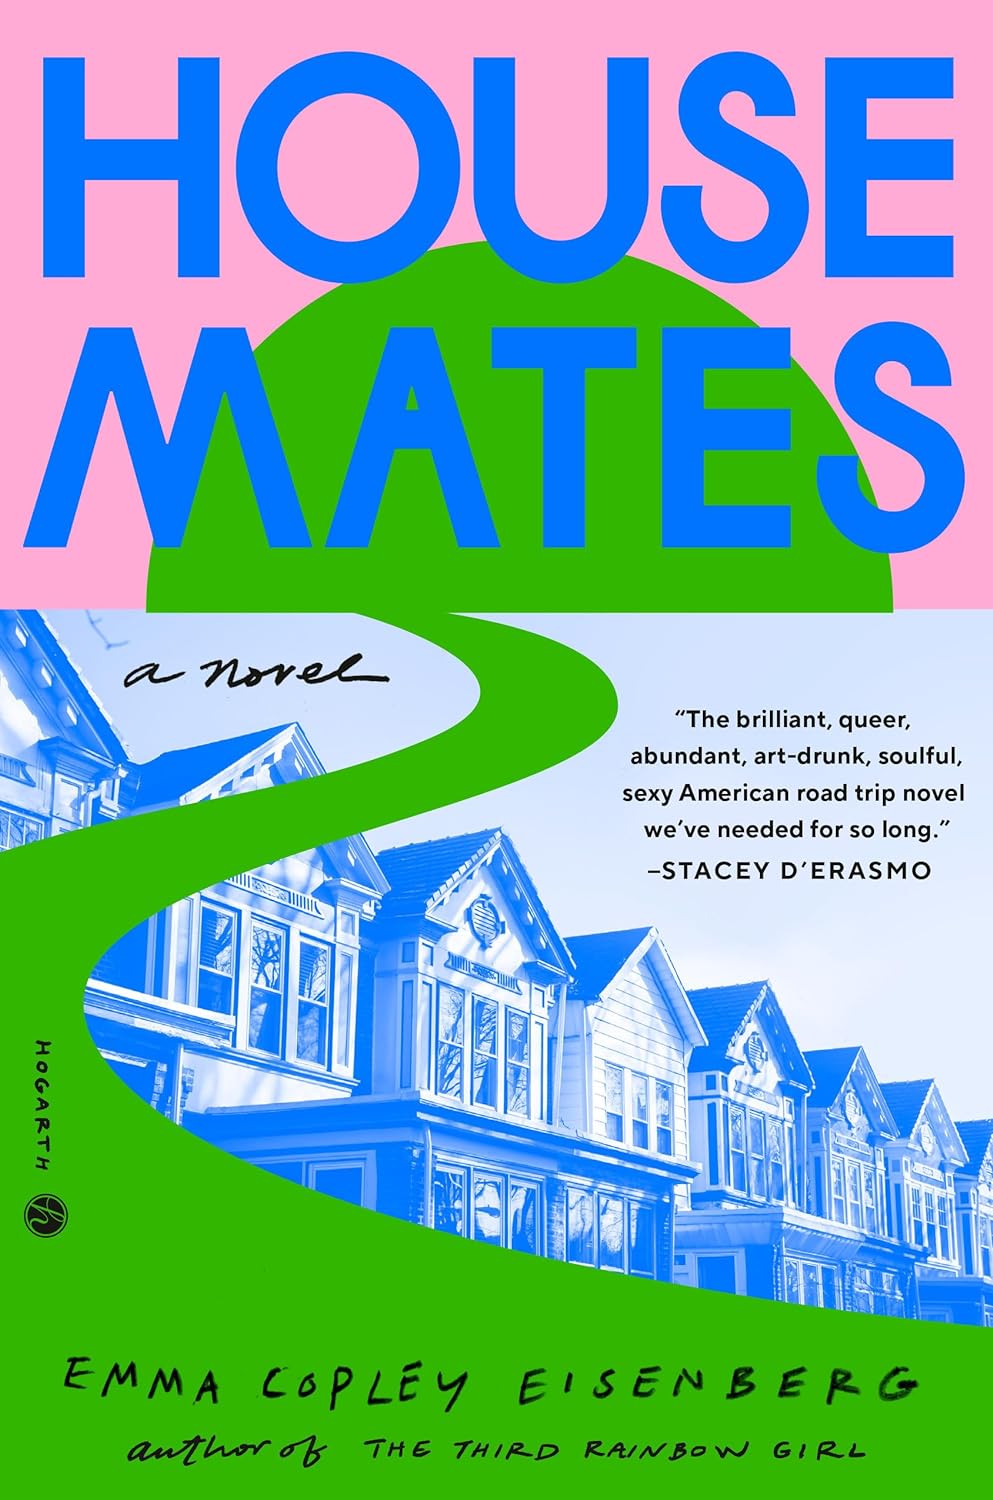 HOUSE
MATES
a novel
“The brilliant, queer,
abundant, art-drunk, soulful,
sexy American road trip novel
we’ve needed for so long.”
–STACEY D’ERASMO
HOGARTH
h
EMMA COPLEY EISENBERG
author of THE THIRD RAINBOW GIRL